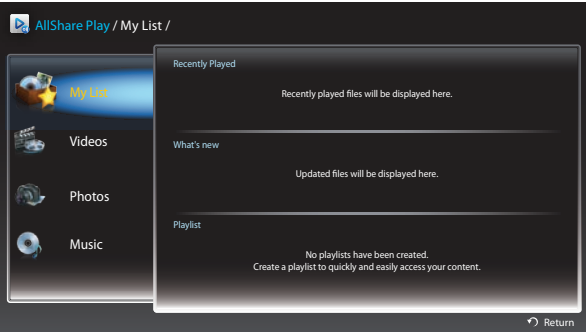 AllShare Play / My List /
My List
Videos
Photos
Music
Recently Played
Recently played files will be displayed here.
What's new
Updated files will be displayed here.
Playlist
No playlists have been created.
Create a playlist to quickly and easily access your content.
Return